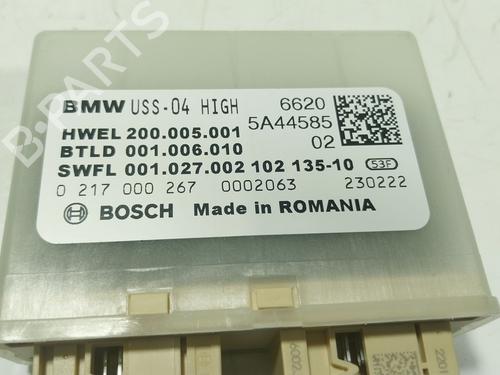 BMW USS-04 HIGH 6620
5A44585
HWEL 200.005.001 02
BTLD 001.006.010
SWFL 001.027.002 102 135-10 53F
0 217 000 267 0002063 230222
BOSCH Made in ROMANIA
B-PARTS